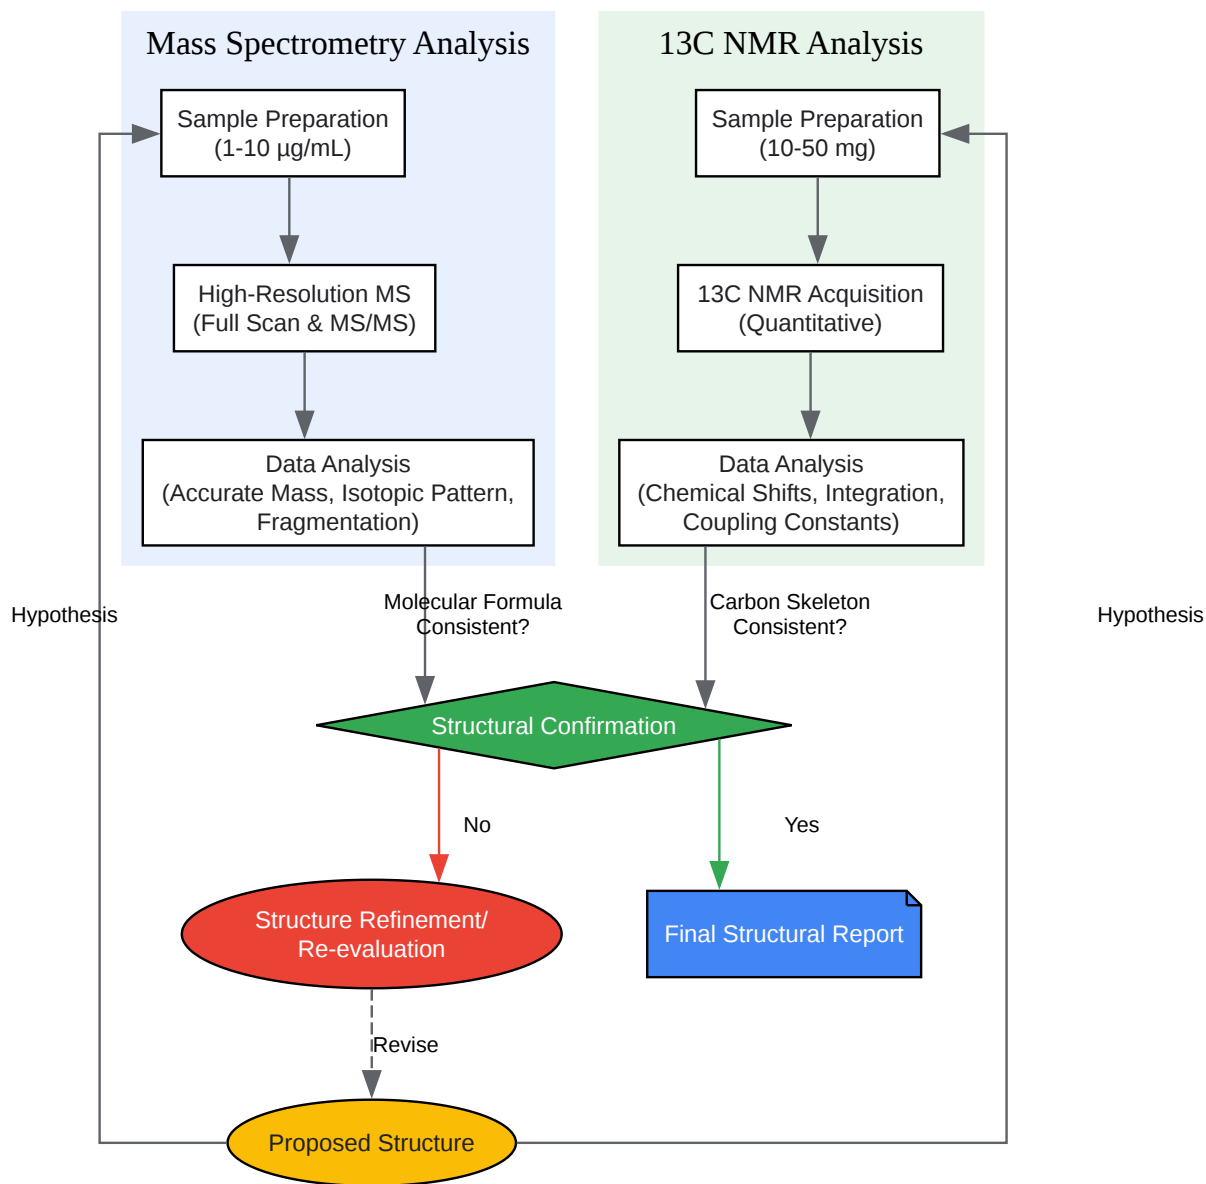 Mass Spectrometry Analysis
13C NMR Analysis
Sample Preparation
(1-10 µg/mL)
Sample Preparation
(10-50 mg)
High-Resolution MS
(Full Scan & MS/MS)
13C NMR Acquisition
(Quantitative)
Data Analysis
(Accurate Mass, Isotopic Pattern,
Fragmentation)
Data Analysis
(Chemical Shifts, Integration,
Coupling Constants)
Hypothesis
Molecular Formula
Consistent?
Carbon Skeleton
Consistent?
Hypothesis
Structural Confirmation
No
Yes
Structure Refinement/
Re-evaluation
Final Structural Report
Revise
Proposed Structure